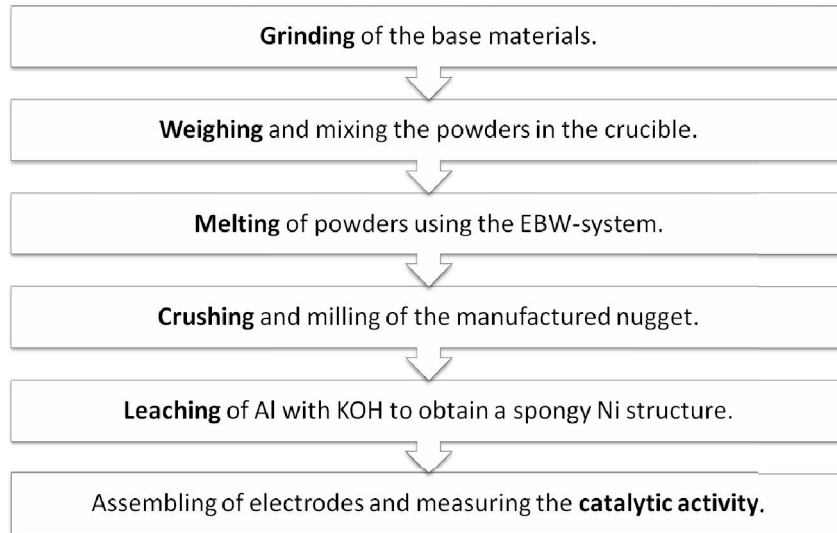 Grinding of the base materials.
Weighing and mixing the powders in the crucible.
Melting of powders using the EBW-system.
Crushing and milling of the manufactured nugget.
Leaching of Al with KOH to obtain a spongy Ni structure.
Assembling of electrodes and measuring the catalytic activity.